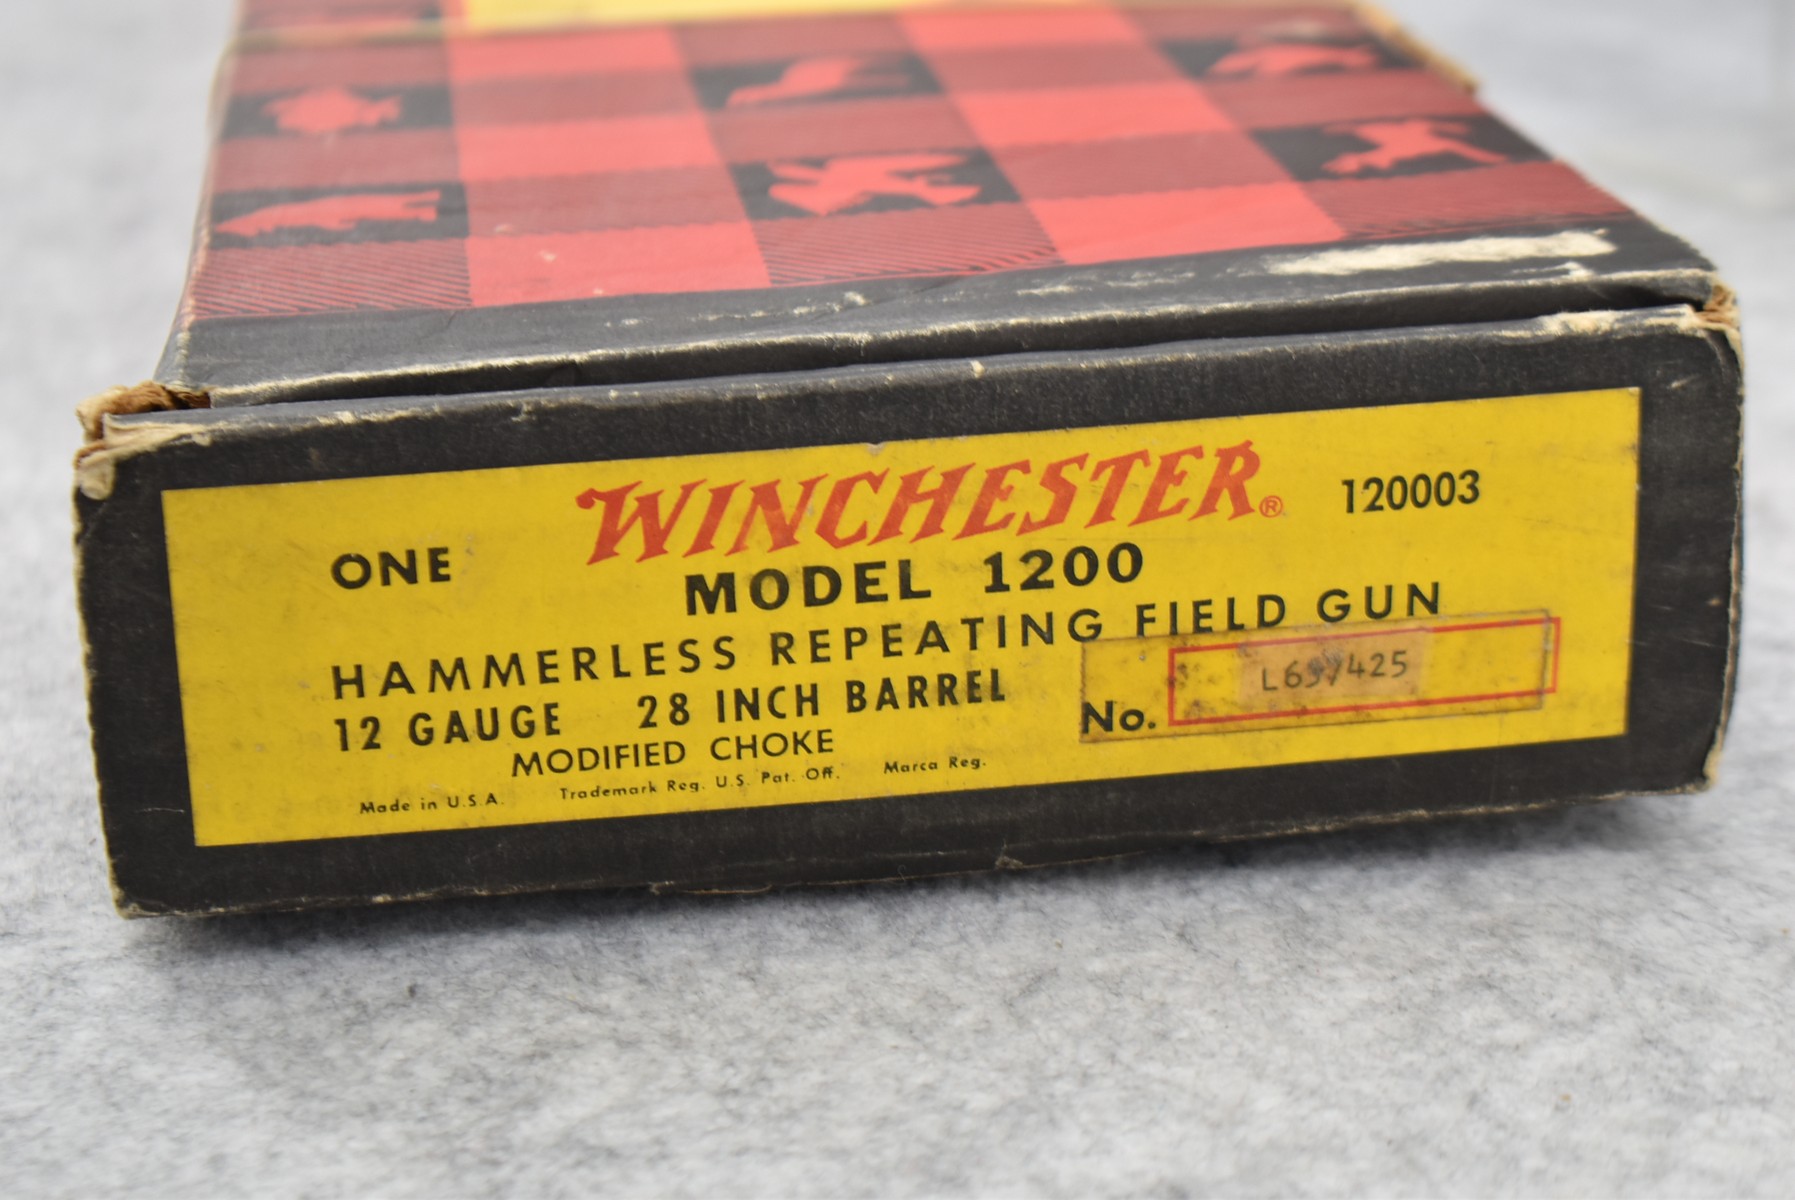 WINCHESTER® 120003
ONE
MODEL 1200
HAMMERLESS REPEATING FIELD GUN
12 GAUGE 28 INCH BARREL
No.
MODIFIED CHOKE
Made in U.S.A. Trademark Reg. U.S. Pat. Off. Marca Reg.